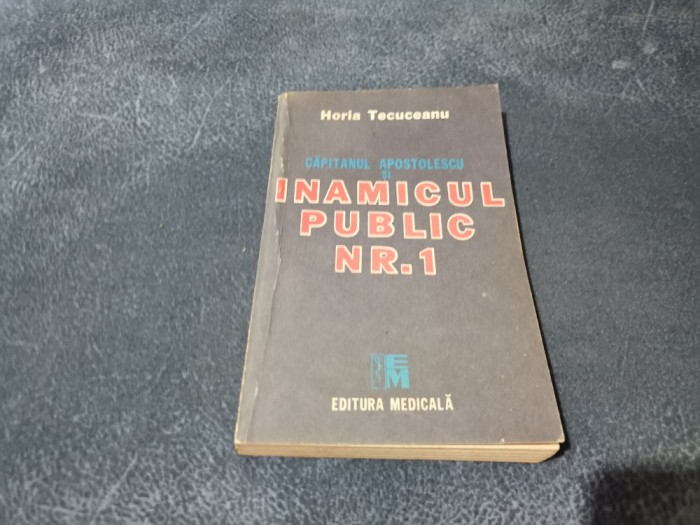 Horia Tecuceanu
CĂPITANUL APOSTOLESCU
ŞI
INAMICUL
PUBLIC
NR.1
EM
EDITURA MEDICALĂ